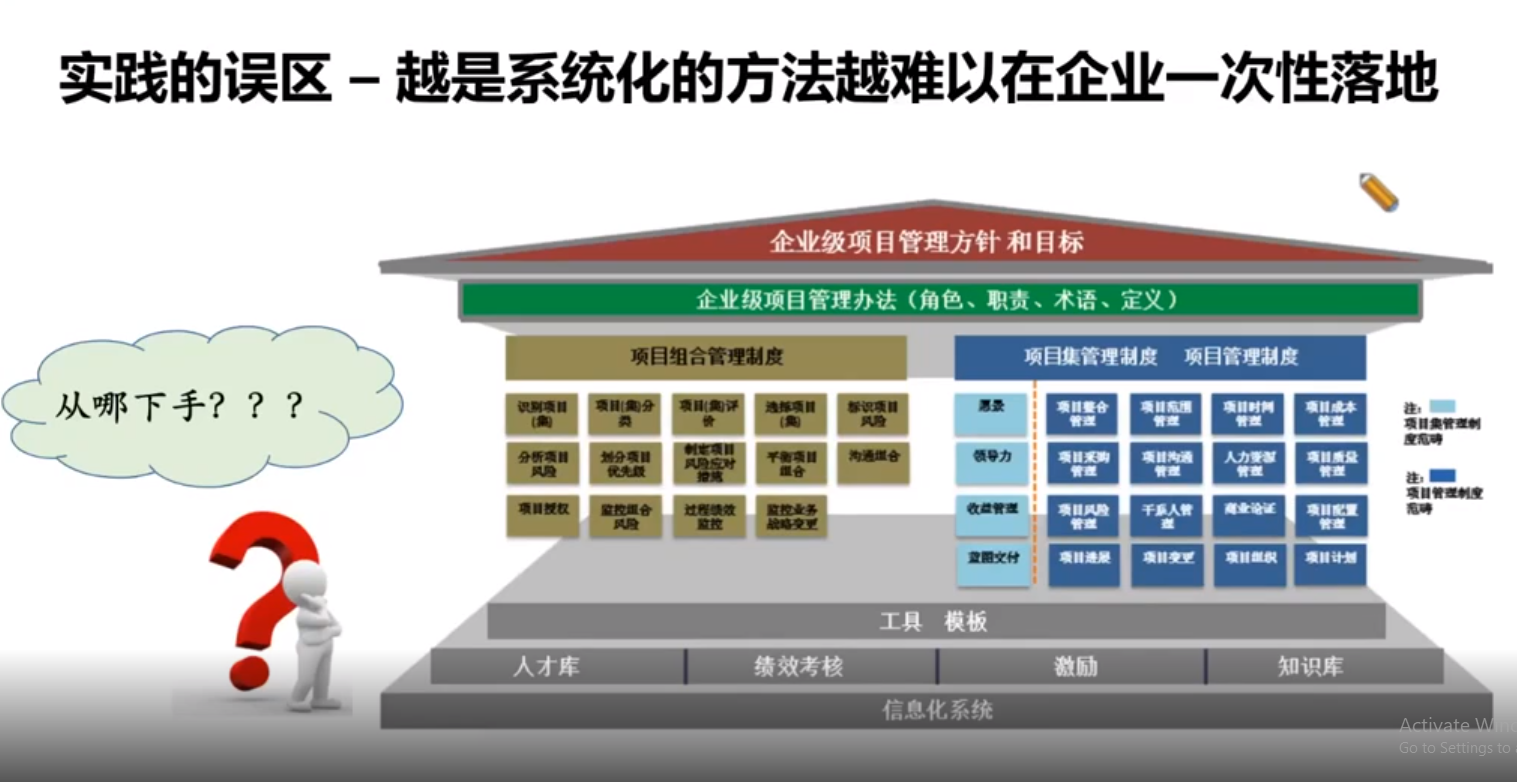 实践的误区 – 越是系统化的方法越难以在企业一次性落地
企业级项目管理方针 和目标
企业级项目管理办法（角色、职责、术语、定义）
从哪下手？？？
项目组合管理制度
识别项目
(集)
项目(集)分
类
项目(集)评
价
选择项目
(集)
标识项目
风险
分析项目
风险
划分项目
优先级
制定项目
风险应对
措施
平衡项目
组合
沟通组合
项目授权
监控组合
风险
过程绩效
监控
监控业务
战略变更
项目集管理制度 项目管理制度
愿景
项目整合
管理
项目范围
管理
项目时间
管理
项目成本
管理
领导力
项目采购
管理
项目沟通
管理
人力资源
管理
项目质量
管理
收益管理
项目风险
管理
干系人管
理
商业论证
项目配置
管理
蓝图交付
项目进展
项目变更
项目组织
项目计划
注：
项目集管理制
度范畴
注：
项目管理制度
范畴
工具 模板
人才库
绩效考核
激励
知识库
信息化系统
Activate Win
Go to Settings to